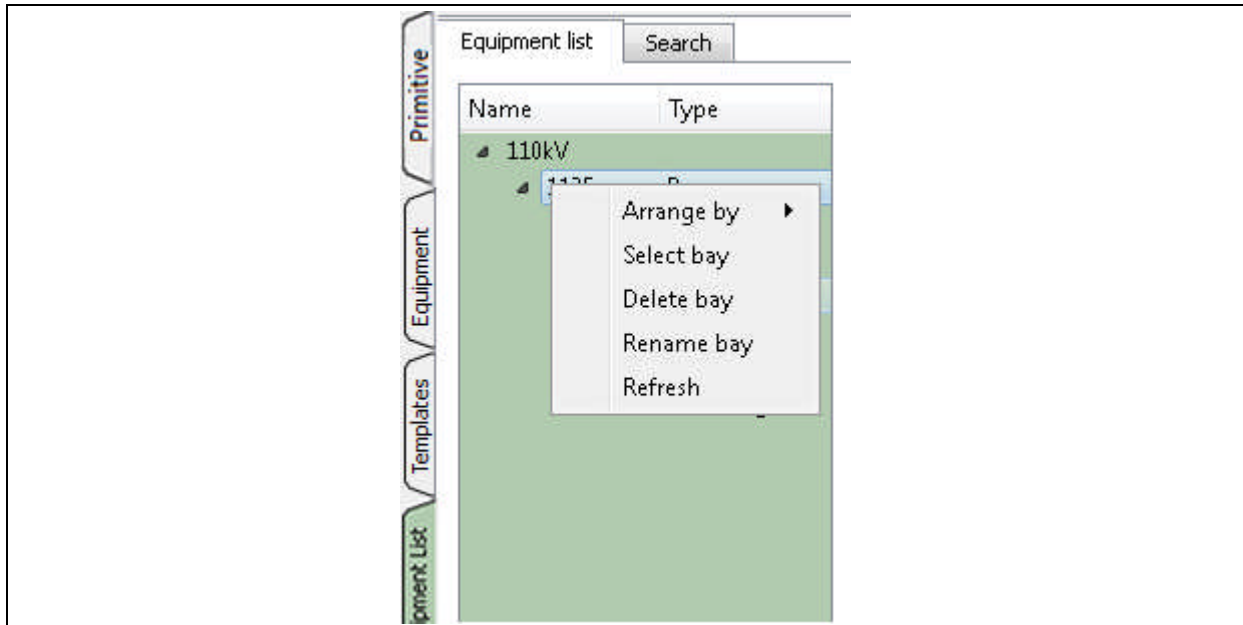 Equipment list
Search
Name
Type
110kV
Arrange by
Select bay
Delete bay
Rename bay
Refresh
Primitive
Equipment
Templates
List